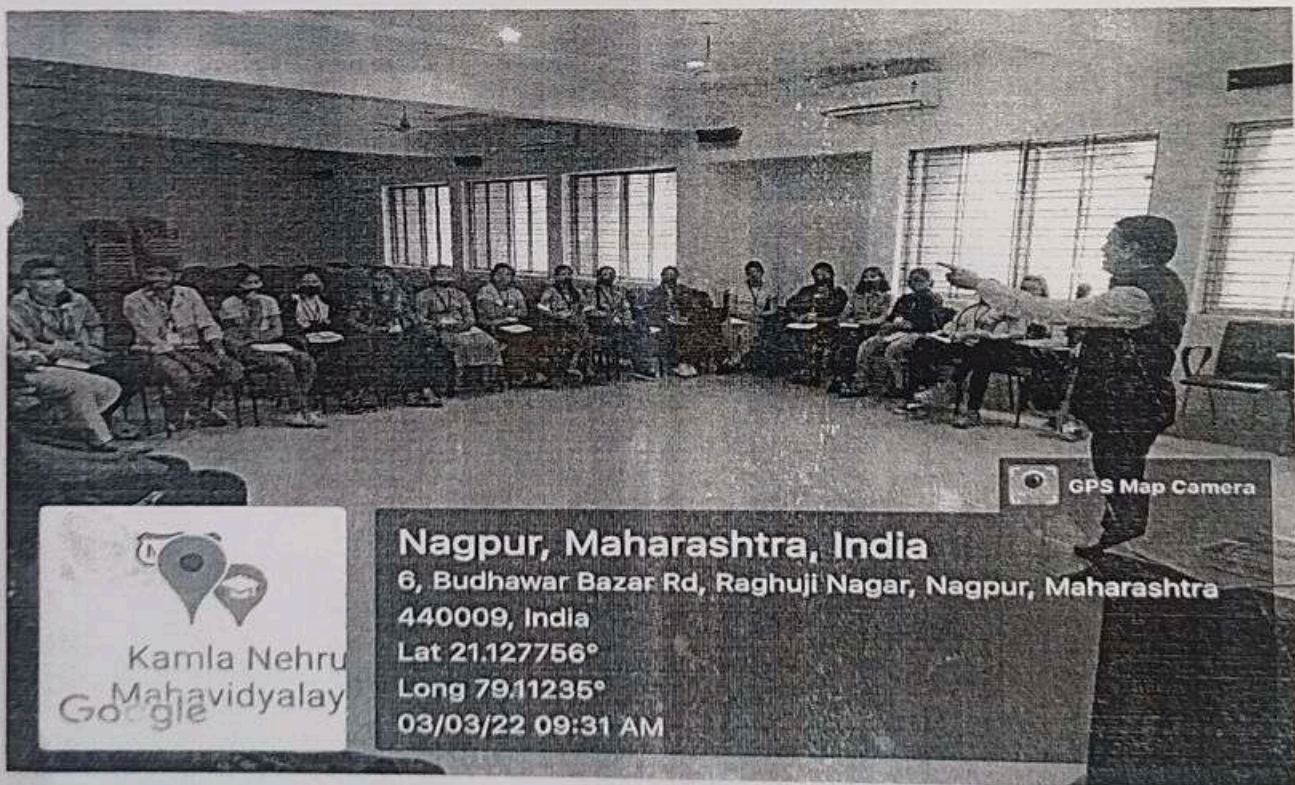 GPS Map Camera
Nagpur, Maharashtra, India
6, Budhawar Bazar Rd, Raghuji Nagar, Nagpur, Maharashtra
440009, India
Lat 21.127756°
Long 79.11235°
03/03/22 09:31 AM
Kamla Nehru
Mahavidyalay
Google